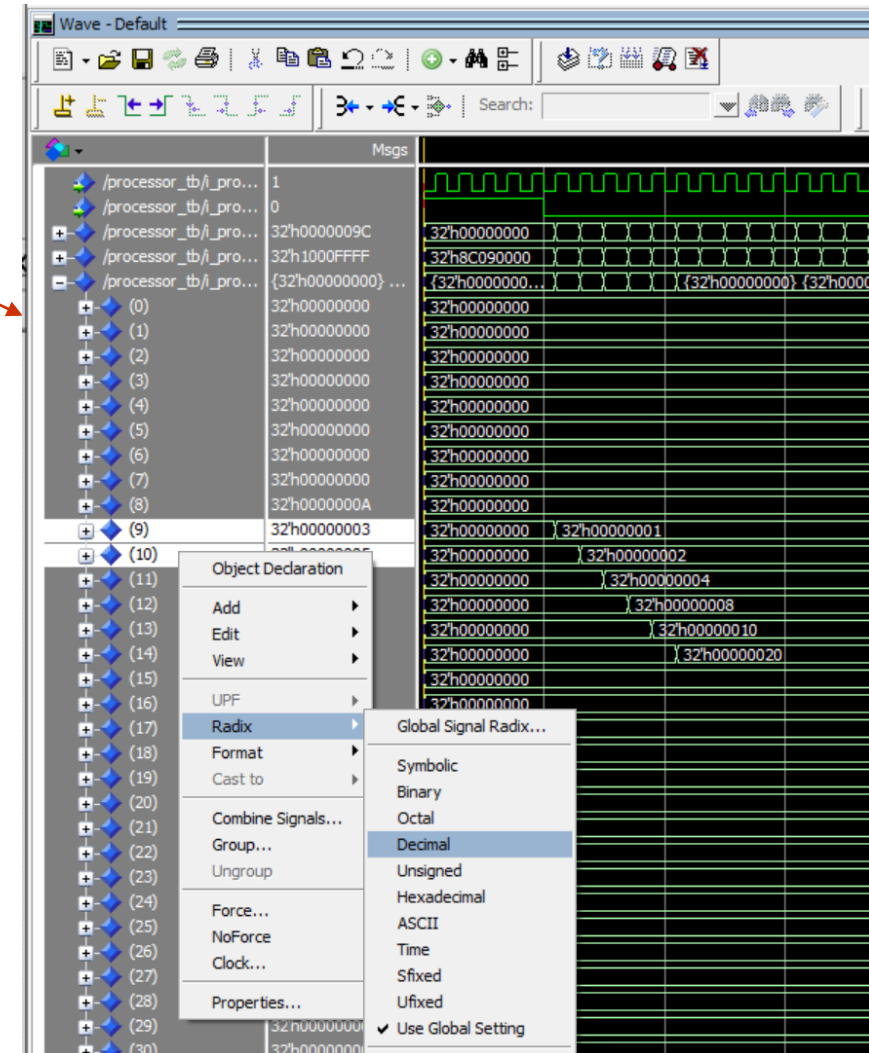 Wave - Default
Search:
Msgs
/processor_tb/i_pro... 1
/processor_tb/i_pro... 0
/processor_tb/i_pro... 32'h0000009C 32'h00000000
/processor_tb/i_pro... 32'h1000FFFF 32'h8C090000
/processor_tb/i_pro... {32'h00000000} ... {32'h0000000... {32'h00000000} {32'h0000
(0) 32'h00000000 32'h00000000
(1) 32'h00000000 32'h00000000
(2) 32'h00000000 32'h00000000
(3) 32'h00000000 32'h00000000
(4) 32'h00000000 32'h00000000
(5) 32'h00000000 32'h00000000
(6) 32'h00000000 32'h00000000
(7) 32'h00000000 32'h00000000
(8) 32'h0000000A 32'h00000000
(9) 32'h00000003 32'h00000000 32'h00000001
(10) 32'h00000000 32'h00000002
(11) 32'h00000000 32'h00000004
(12) 32'h00000000 32'h00000008
(13) 32'h00000000 32'h00000010
(14) 32'h00000000 32'h00000020
(15) 32'h00000000
(16) 32'h00000000
(17)
(18)
(19)
(20)
(21)
(22)
(23)
(24)
(25)
(26)
(27)
(28)
(29) 32'h0000000
(30) 32'h0000000
Object Declaration
Add
Edit
View
UPF
Radix
Format
Cast to
Combine Signals...
Group...
Ungroup
Force...
NoForce
Clock...
Properties...
Global Signal Radix...
Symbolic
Binary
Octal
Decimal
Unsigned
Hexadecimal
ASCII
Time
Sfixed
Ufixed
Use Global Setting